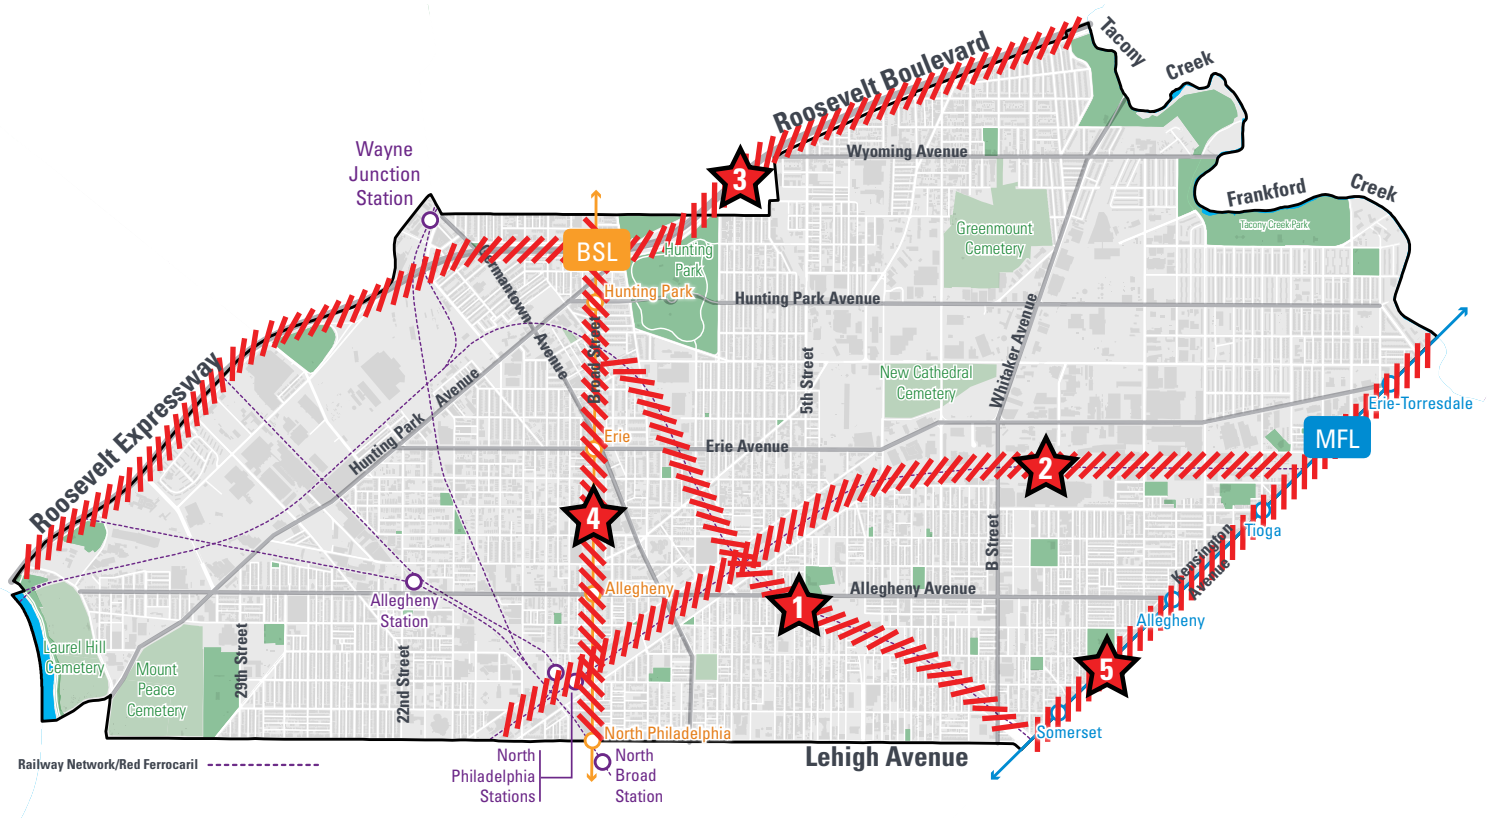 Roosevelt Boulevard
Tacony
Creek
3
Wyoming Avenue
Wayne
Junction
Station
Frankford
Creek
Tacony Creek Park
Greenmount
Cemetery
BSL
Hunting
Park
Hunting Park
Hunting Park Avenue
Germantown Avenue
Broad Street
5th Street
Whitaker Avenue
New Cathedral
Cemetery
Roosevelt Expressway
Hunting Park Avenue
Erie-Torresdale
MFL
Erie
Erie Avenue
2
4
B Street
Tioga
Kensington
Avenue
Allegheny
Station
Allegheny
Allegheny Avenue
1
Allegheny
5
Laurel Hill
Cemetery
Mount
Peace
Cemetery
29th Street
22nd Street
North Philadelphia
Somerset
Lehigh Avenue
North
Philadelphia
Stations
North
Broad
Station
Railway Network/Red Ferrocaril